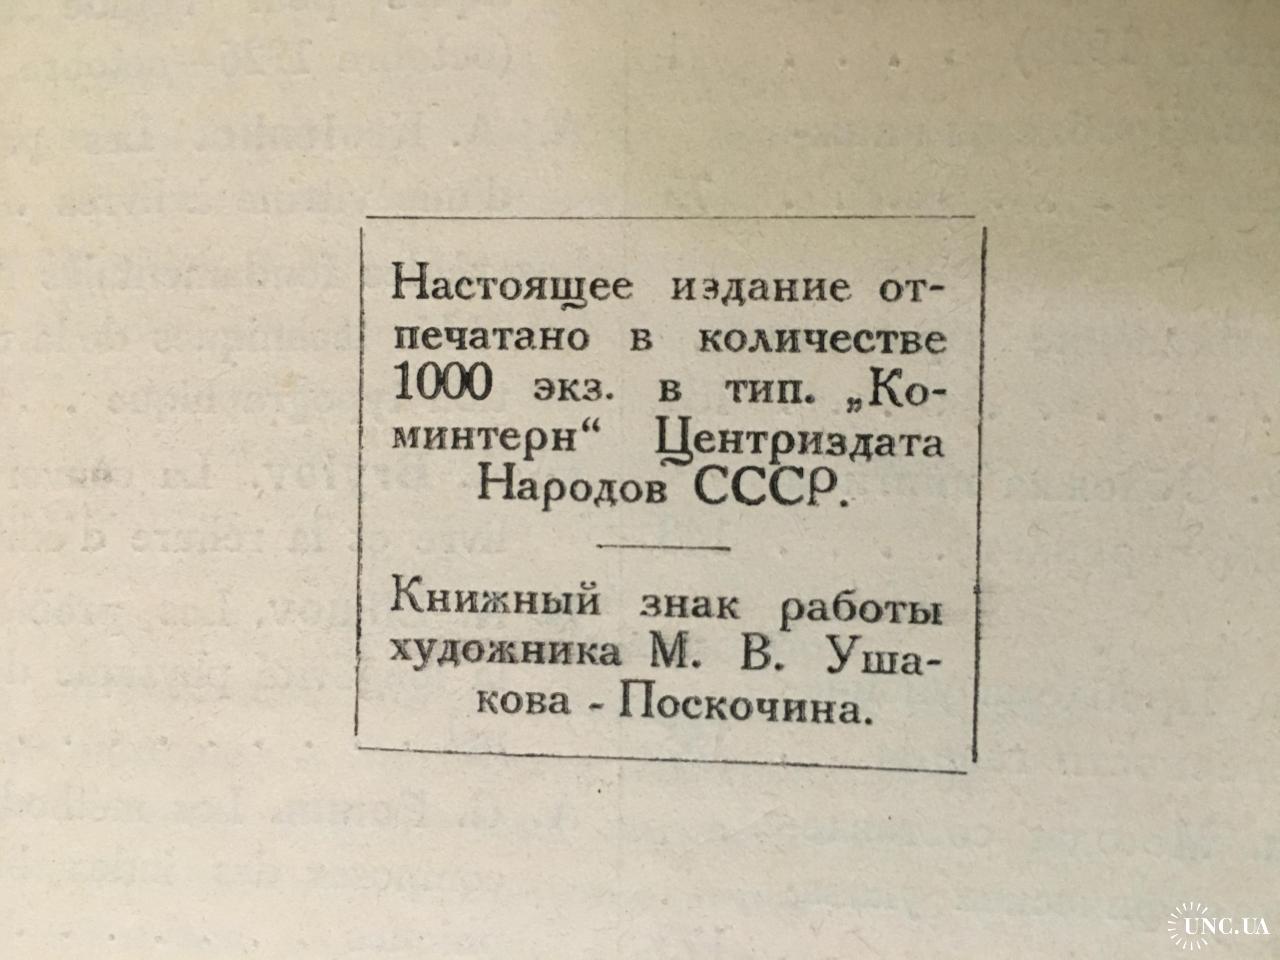 Настоящее издание от-
печатано в количестве
1000 экз. в тип. „Ко-
минтерн“ Центриздата
Народов СССР.
Книжный знак работы
художника М. В. Уша-
кова - Поскочина.
UNC.UA